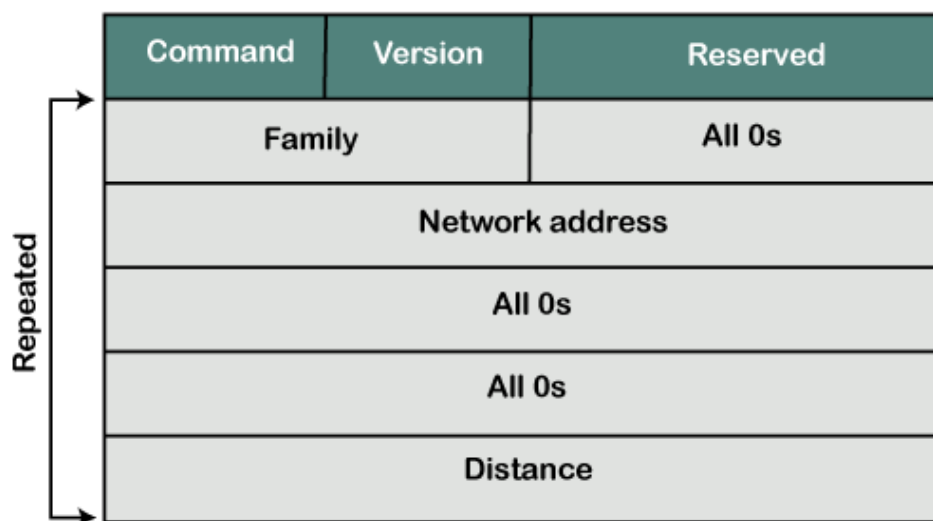 Command Version Reserved
Family All 0s
Network address
All 0s
All 0s
Distance
Repeated